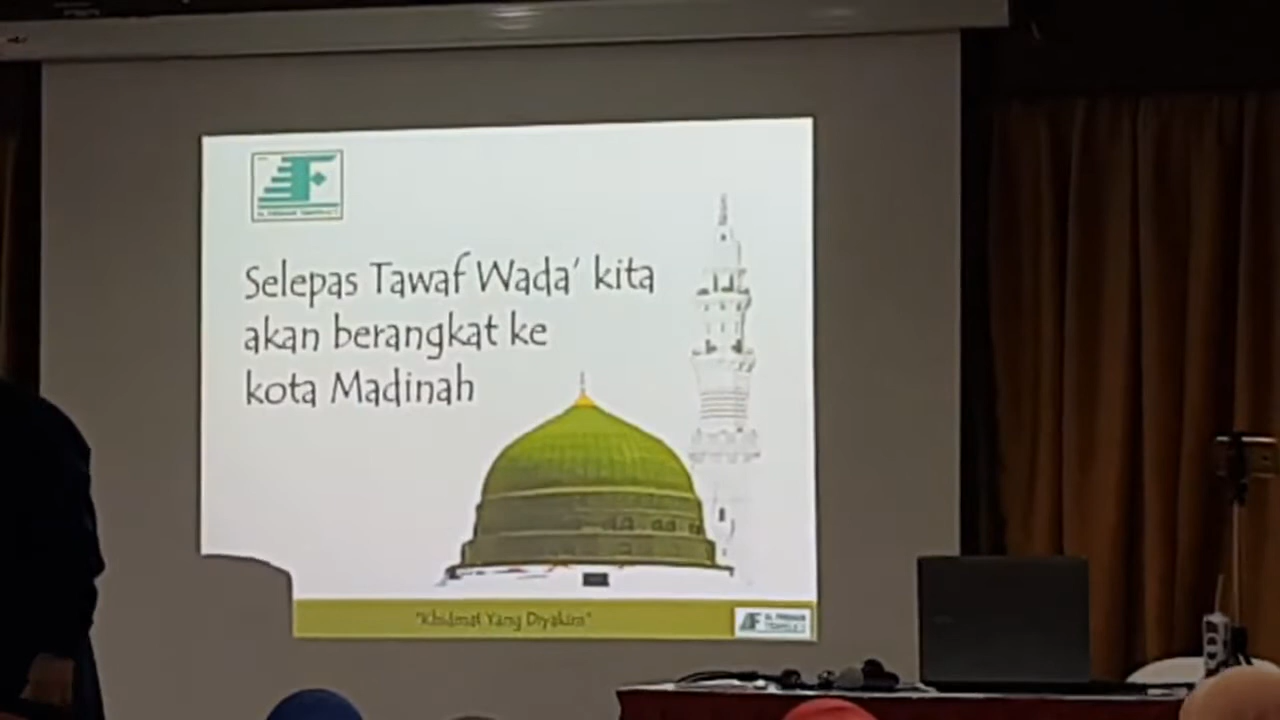 Selepas Tawaf Wada' kita
akan berangkat ke
kota Madinah
"Khidmat Yang Diyakini"